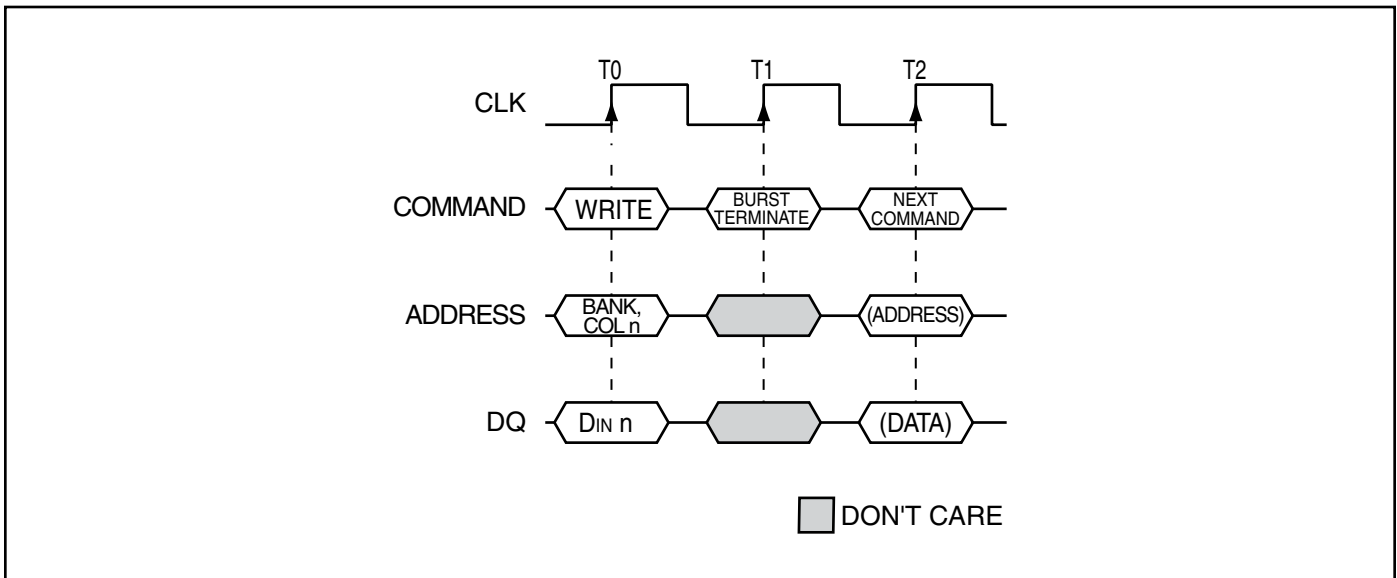 T0 T1 T2
CLK
COMMAND WRITE BURST TERMINATE NEXT COMMAND
ADDRESS BANK, COL n (ADDRESS)
DQ DIN n (DATA)
DON'T CARE